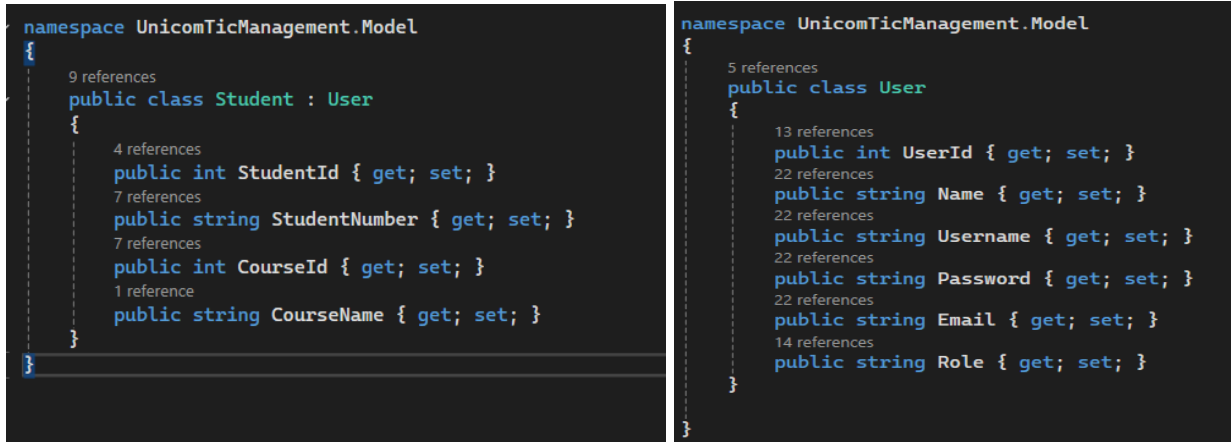 namespace UnicomTicManagement.Model
{
9 references
public class Student : User
{
4 references
public int StudentId { get; set; }
7 references
public string StudentNumber { get; set; }
7 references
public int CourseId { get; set; }
1 reference
public string CourseName { get; set; }
}
}
namespace UnicomTicManagement.Model
{
5 references
public class User
{
13 references
public int UserId { get; set; }
22 references
public string Name { get; set; }
22 references
public string Username { get; set; }
22 references
public string Password { get; set; }
22 references
public string Email { get; set; }
14 references
public string Role { get; set; }
}
}